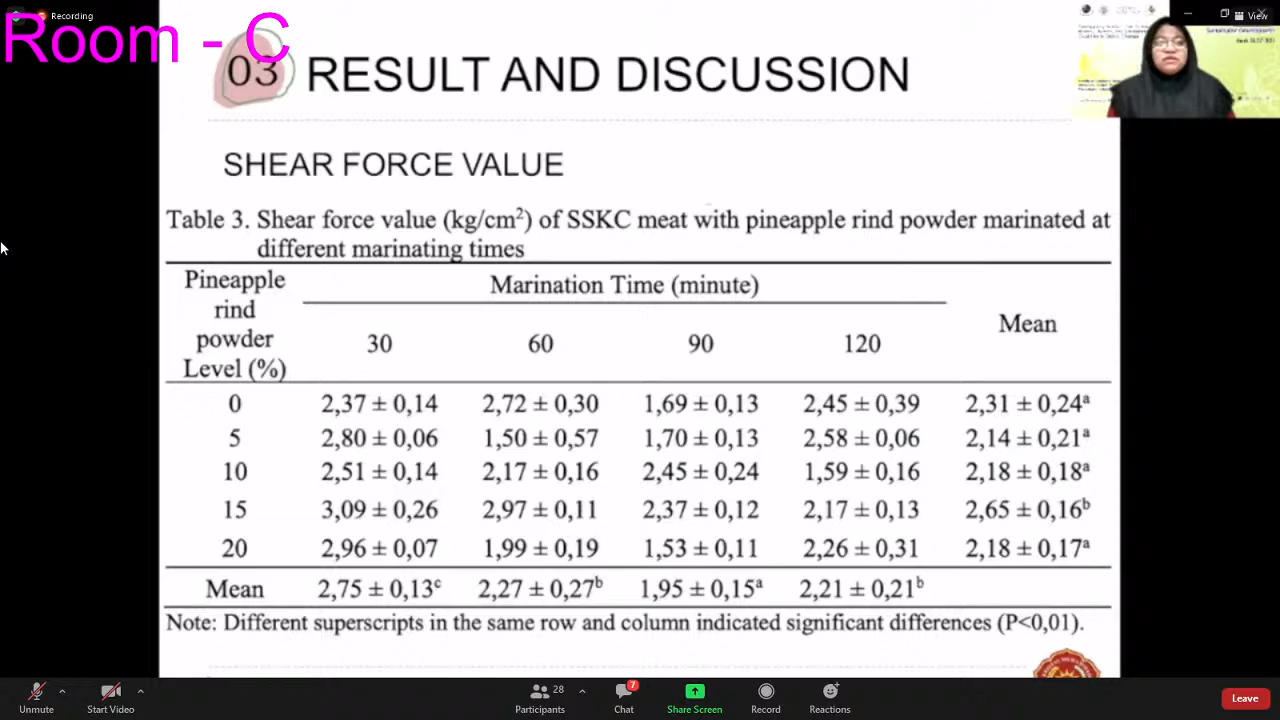 Recording
Room - C
View
03
RESULT AND DISCUSSION
SHEAR FORCE VALUE
Table 3. Shear force value (kg/cm²) of SSKC meat with pineapple rind powder marinated at
different marinating times
Pineapple
rind
powder
Level (%)
Marination Time (minute)
30 60 90 120 Mean
0 2,37 ± 0,14 2,72 ± 0,30 1,69 ± 0,13 2,45 ± 0,39 2,31 ± 0,24ᵃ
5 2,80 ± 0,06 1,50 ± 0,57 1,70 ± 0,13 2,58 ± 0,06 2,14 ± 0,21ᵃ
10 2,51 ± 0,14 2,17 ± 0,16 2,45 ± 0,24 1,59 ± 0,16 2,18 ± 0,18ᵃ
15 3,09 ± 0,26 2,97 ± 0,11 2,37 ± 0,12 2,17 ± 0,13 2,65 ± 0,16ᵇ
20 2,96 ± 0,07 1,99 ± 0,19 1,53 ± 0,11 2,26 ± 0,31 2,18 ± 0,17ᵃ
Mean 2,75 ± 0,13ᶜ 2,27 ± 0,27ᵇ 1,95 ± 0,15ᵃ 2,21 ± 0,21ᵇ
Note: Different superscripts in the same row and column indicated significant differences (P<0,01).
Unmute
Start Video
28
Participants
7
Chat
Share Screen
Record
Reactions
Leave